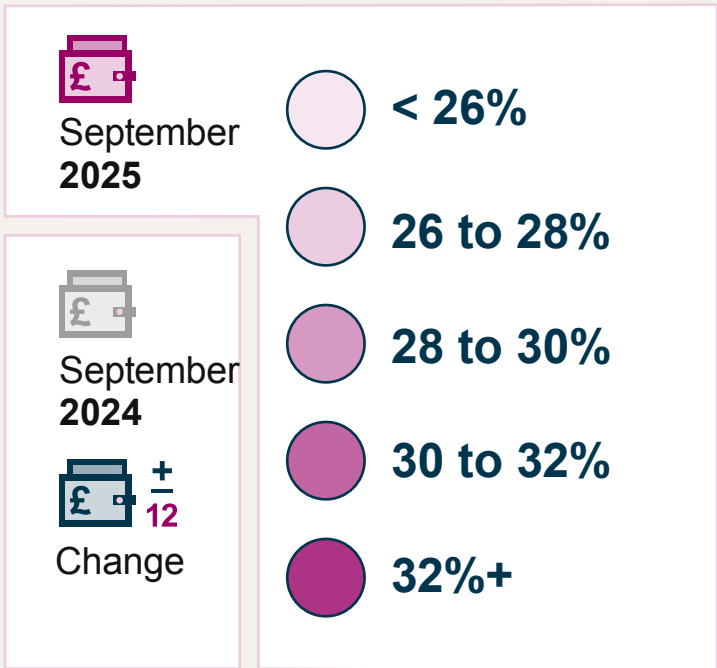 £
September
2025
£
September
2024
£
+
12
Change
< 26%
26 to 28%
28 to 30%
30 to 32%
32%+